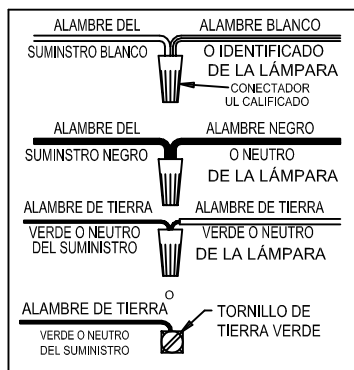 ALAMBRE DEL ALAMBRE BLANCO
SUMINSTRO BLANCO O IDENTIFICADO
DE LA LÁMPARA
CONECTADOR
UL CALIFICADO
ALAMBRE DEL ALAMBRE NEGRO
SUMINSTRO NEGRO O NEUTRO
DE LA LÁMPARA
ALAMBRE DE TIERRA ALAMBRE DE TIERRA
VERDE O NEUTRO VERDE O NEUTRO
DEL SUMINISTRO DE LA LÁMPARA
O
ALAMBRE DE TIERRA TORNILLO DE
TIERRA VERDE
VERDE O NEUTRO
DEL SUMINISTRO